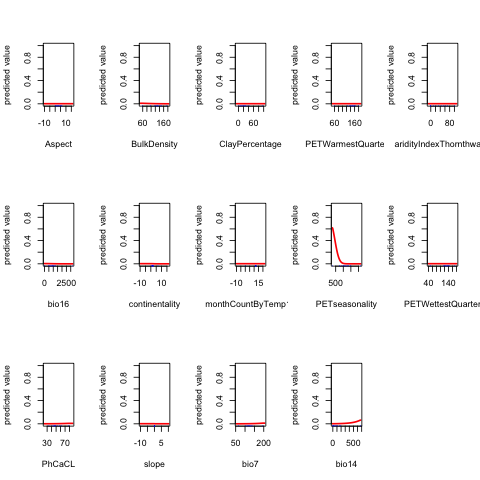 predicted value predicted value predicted value predicted value predicted value
0.0 0.4 0.8 0.0 0.4 0.8 0.0 0.4 0.8 0.0 0.4 0.8 0.0 0.4 0.8
-10 10 60 160 0 60 60 160 0 80
Aspect BulkDensity ClayPercentage PETWarmestQuarte aridityIndexThornthwa
predicted value predicted value predicted value predicted value predicted value
0.0 0.4 0.8 0.0 0.4 0.8 0.0 0.4 0.8 0.0 0.4 0.8 0.0 0.4 0.8
0 2500 -10 10 -10 15 500 40 140
bio16 continentality monthCountByTemp1 PETseasonality PETWettestQuarter
predicted value predicted value predicted value predicted value
0.0 0.4 0.8 0.0 0.4 0.8 0.0 0.4 0.8 0.0 0.4 0.8
30 70 -10 5 50 200 0 500
PhCaCL slope bio7 bio14